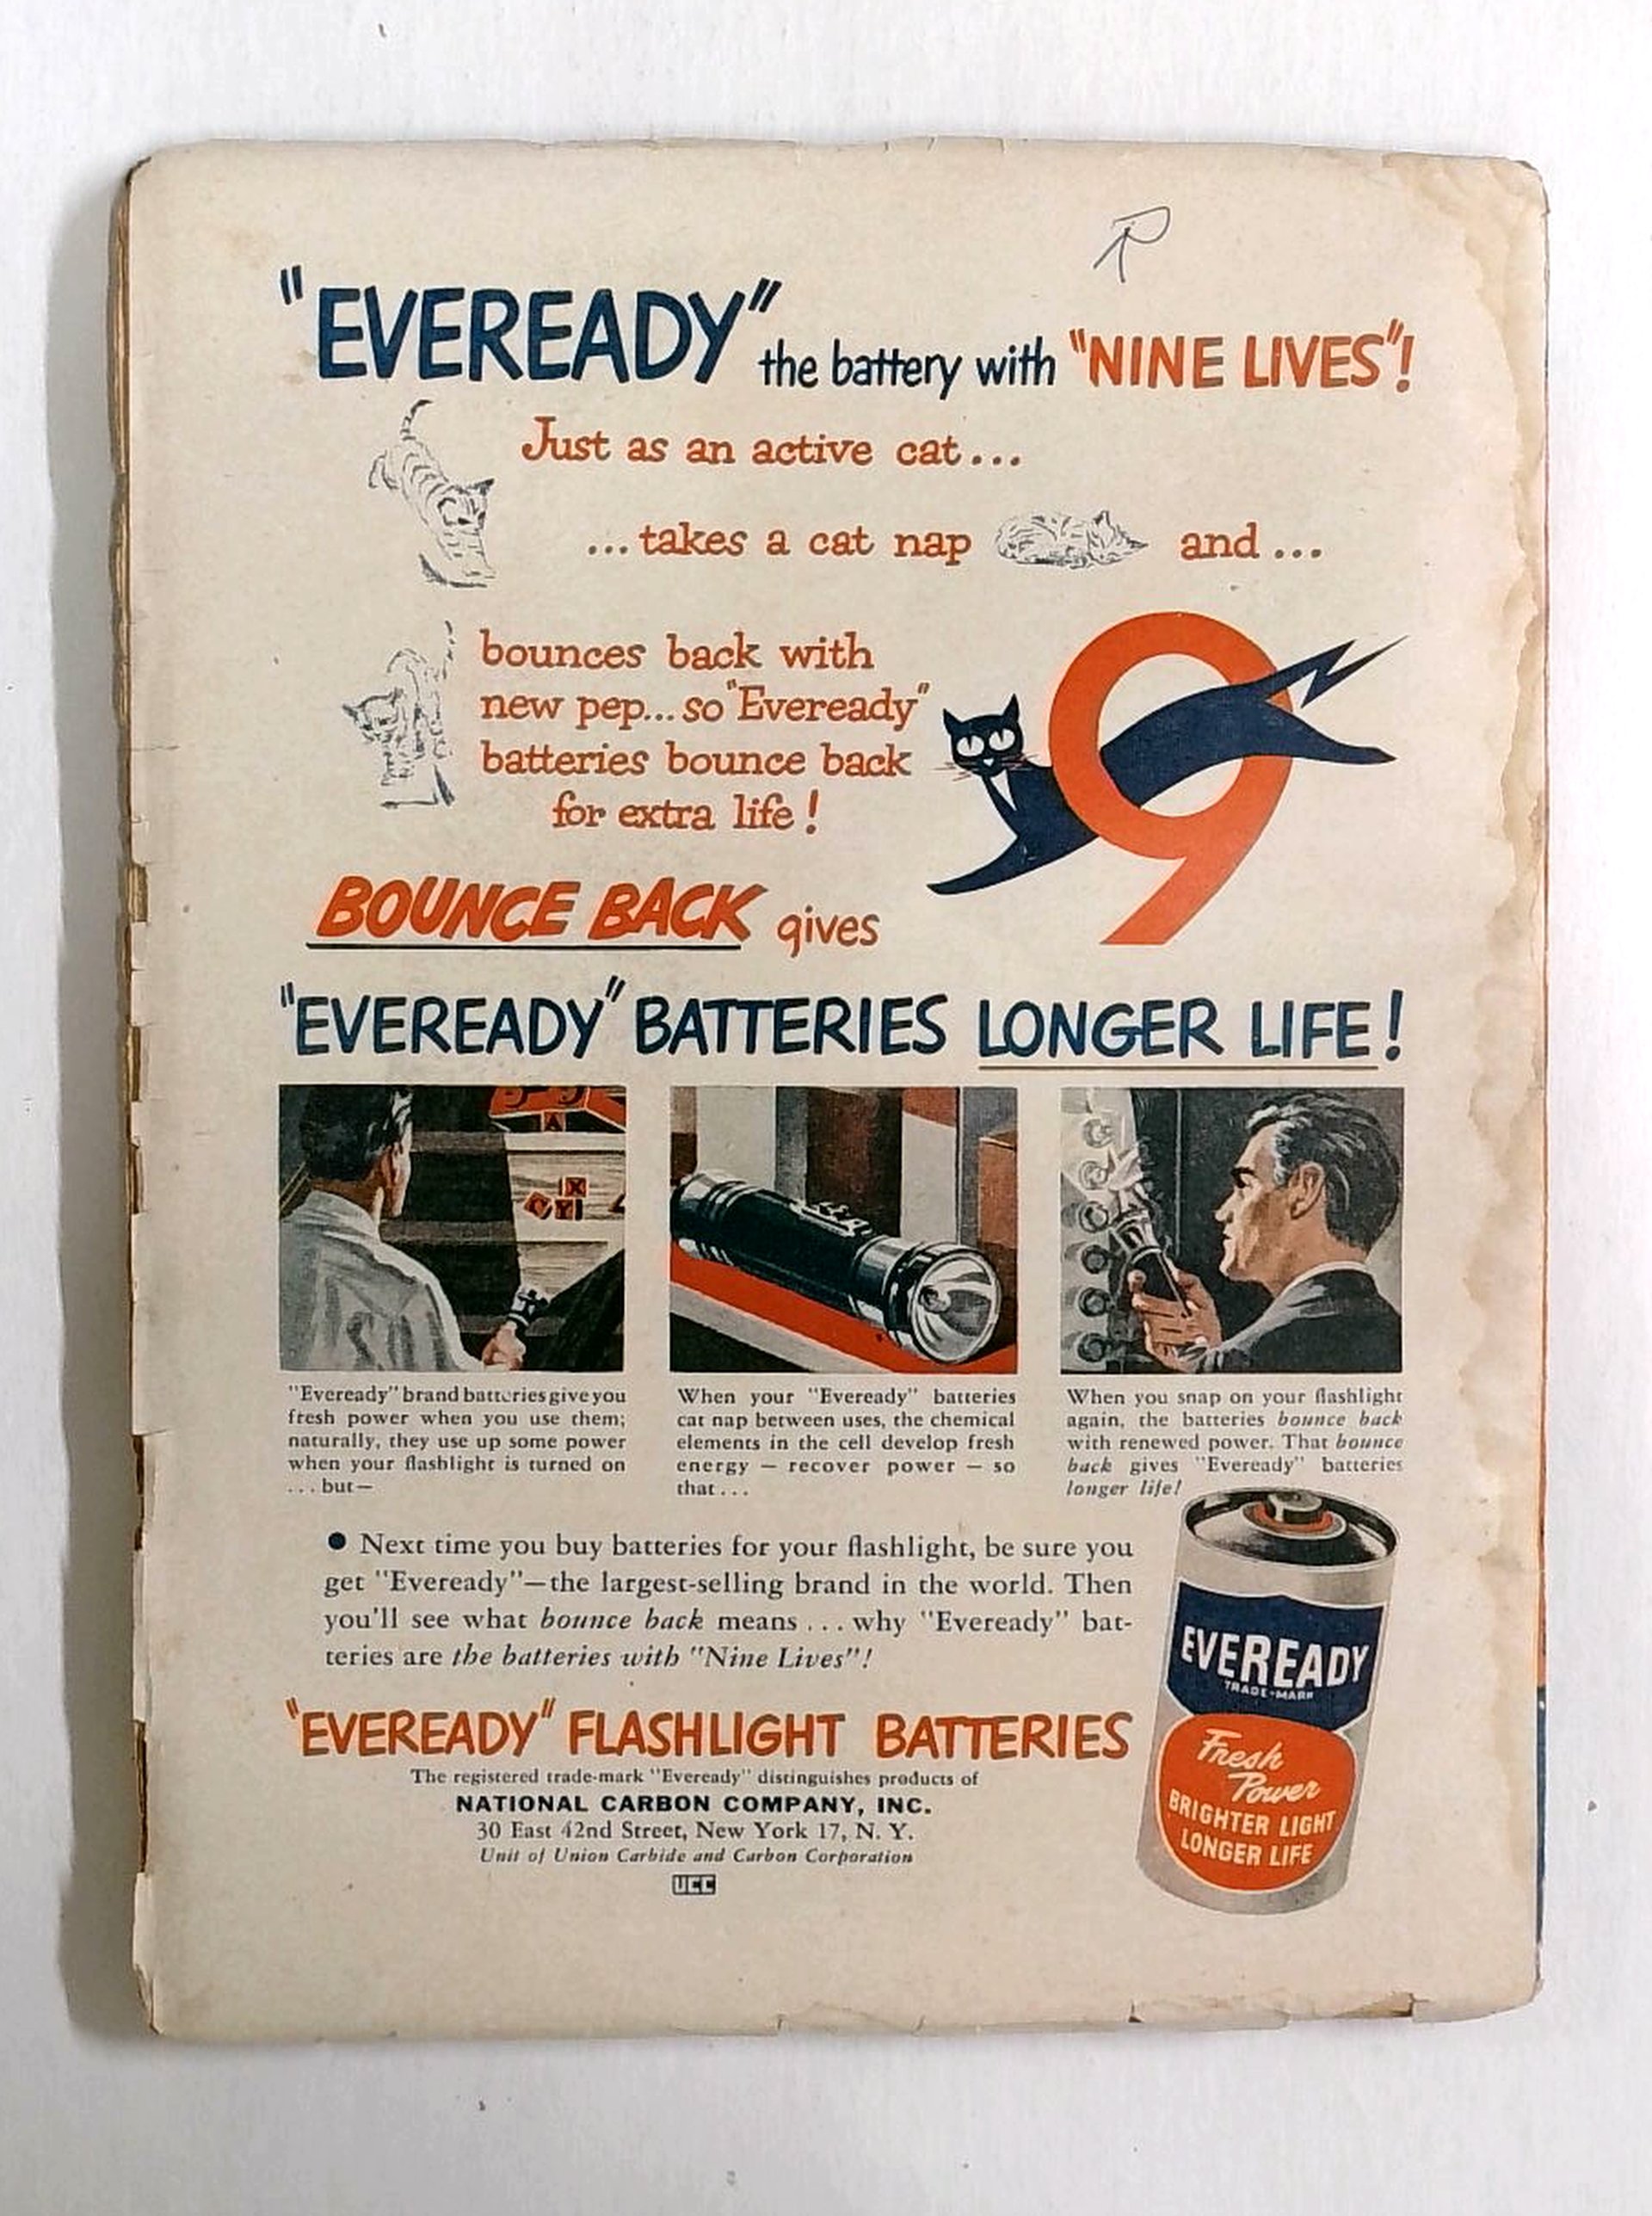 R
"EVEREADY" the battery with "NINE LIVES"!
Just as an active cat...
...takes a cat nap and...
bounces back with
new pep...so "Eveready"
batteries bounce back
for extra life!
9
BOUNCE BACK gives
"EVEREADY" BATTERIES LONGER LIFE!
A
X
Y
"Eveready" brand batteries give you
fresh power when you use them;
naturally, they use up some power
when your flashlight is turned on
...but—
When your "Eveready" batteries
cat nap between uses, the chemical
elements in the cell develop fresh
energy — recover power — so
that...
When you snap on your flashlight
again, the batteries bounce back
with renewed power. That bounce
back gives "Eveready" batteries
longer life!
● Next time you buy batteries for your flashlight, be sure you
get "Eveready"—the largest-selling brand in the world. Then
you'll see what bounce back means...why "Eveready" bat-
teries are the batteries with "Nine Lives"!
EVEREADY
TRADE-MARK
Fresh
Power
BRIGHTER LIGHT
LONGER LIFE
"EVEREADY" FLASHLIGHT BATTERIES
The registered trade-mark "Eveready" distinguishes products of
NATIONAL CARBON COMPANY, INC.
30 East 42nd Street, New York 17, N. Y.
Unit of Union Carbide and Carbon Corporation
UCC